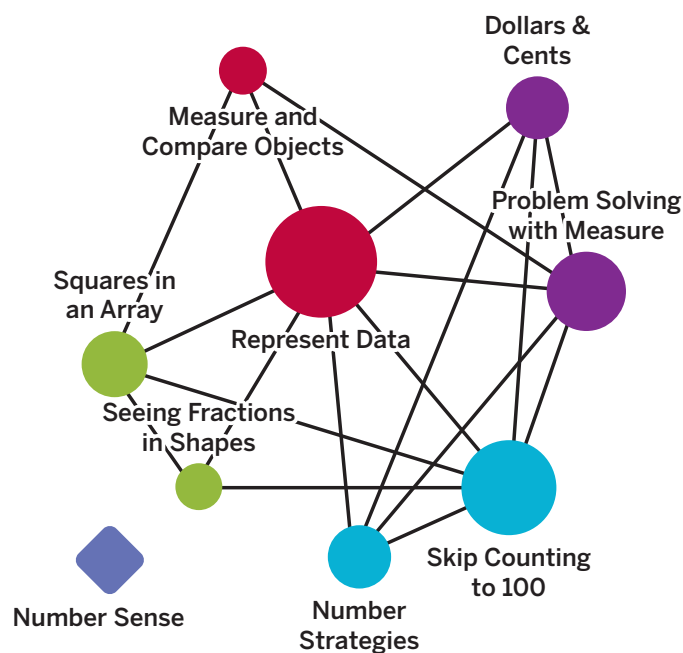 Dollars &
Cents
Measure and
Compare Objects
Problem Solving
with Measure
Squares in
an Array
Represent Data
Seeing Fractions
in Shapes
Skip Counting
to 100
Number Sense
Number
Strategies